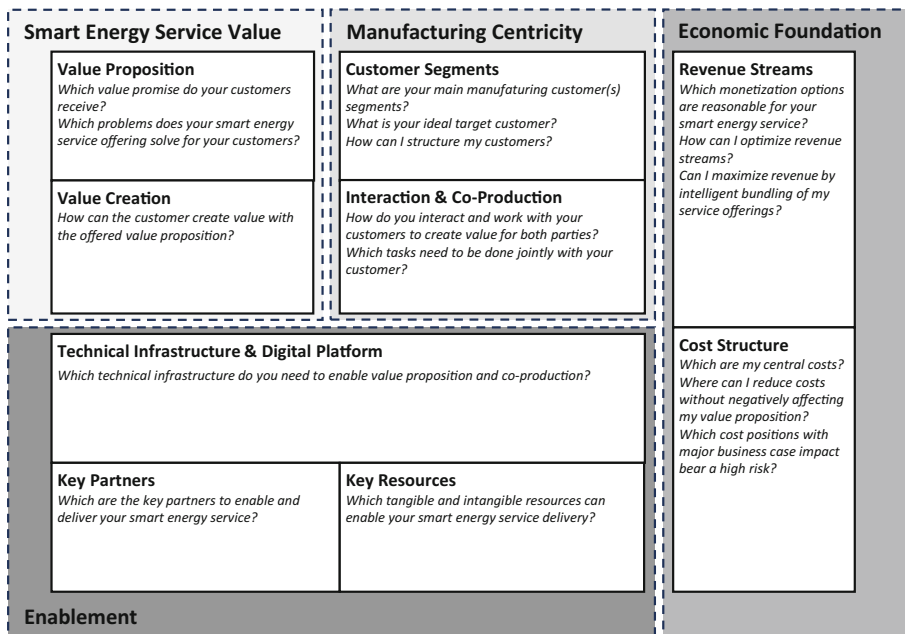 Smart Energy Service Value
Value Proposition
Which value promise do your customers
receive?
Which problems does your smart energy
service offering solve for your customers?
Value Creation
How can the customer create value with
the offered value proposition?
Manufacturing Centricity
Customer Segments
What are your main manufaturing customer(s)
segments?
What is your ideal target customer?
How can I structure my customers?
Interaction & Co-Production
How do you interact and work with your
customers to create value for both parties?
Which tasks need to be done jointly with your
customer?
Economic Foundation
Revenue Streams
Which monetization options
are reasonable for your
smart energy service?
How can I optimize revenue
streams?
Can I maximize revenue by
intelligent bundling of my
service offerings?
Cost Structure
Which are my central costs?
Where can I reduce costs
without negatively affecting
my value proposition?
Which cost positions with
major business case impact
bear a high risk?
Technical Infrastructure & Digital Platform
Which technical infrastructure do you need to enable value proposition and co-production?
Key Partners
Which are the key partners to enable and
deliver your smart energy service?
Key Resources
Which tangible and intangible resources can
enable your smart energy service delivery?
Enablement